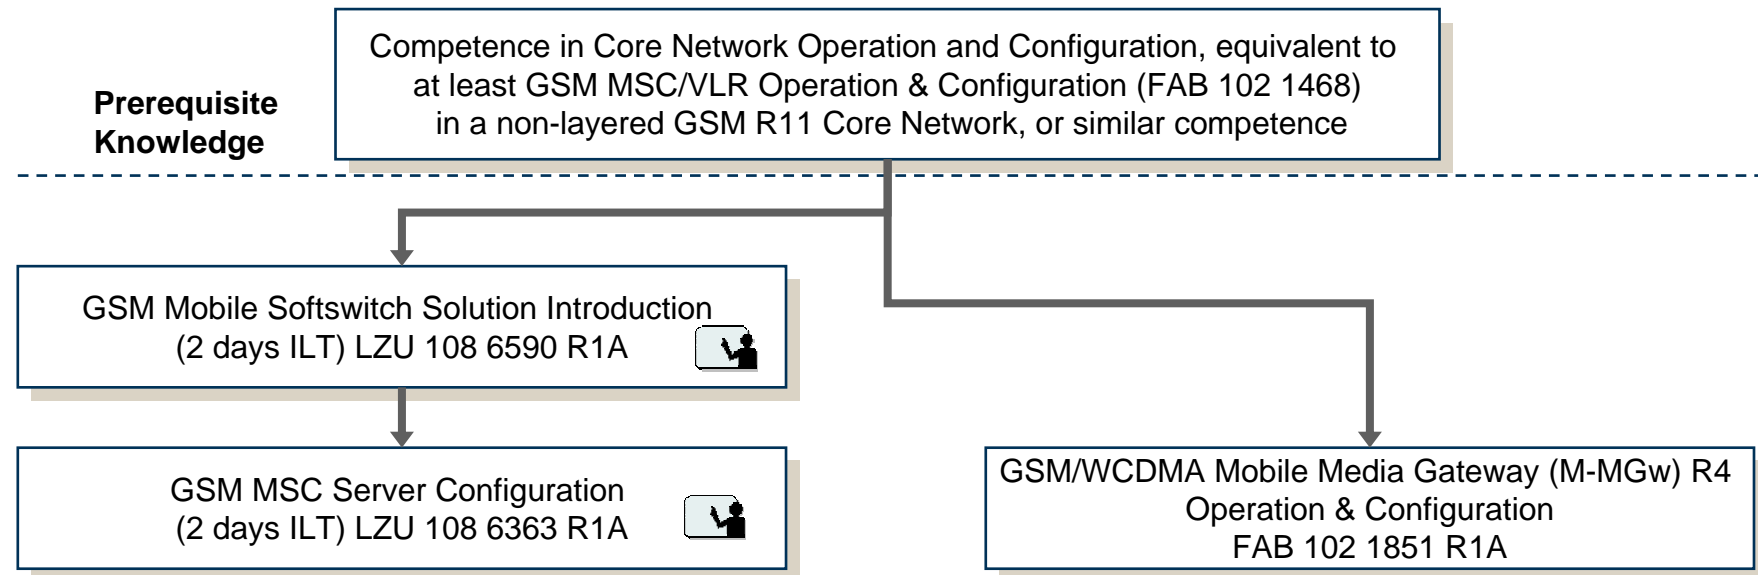 Prerequisite
Knowledge
Competence in Core Network Operation and Configuration, equivalent to
at least GSM MSC/VLR Operation & Configuration (FAB 102 1468)
in a non-layered GSM R11 Core Network, or similar competence
GSM Mobile Softswitch Solution Introduction
(2 days ILT) LZU 108 6590 R1A
GSM MSC Server Configuration
(2 days ILT) LZU 108 6363 R1A
GSM/WCDMA Mobile Media Gateway (M-MGw) R4
Operation & Configuration
FAB 102 1851 R1A